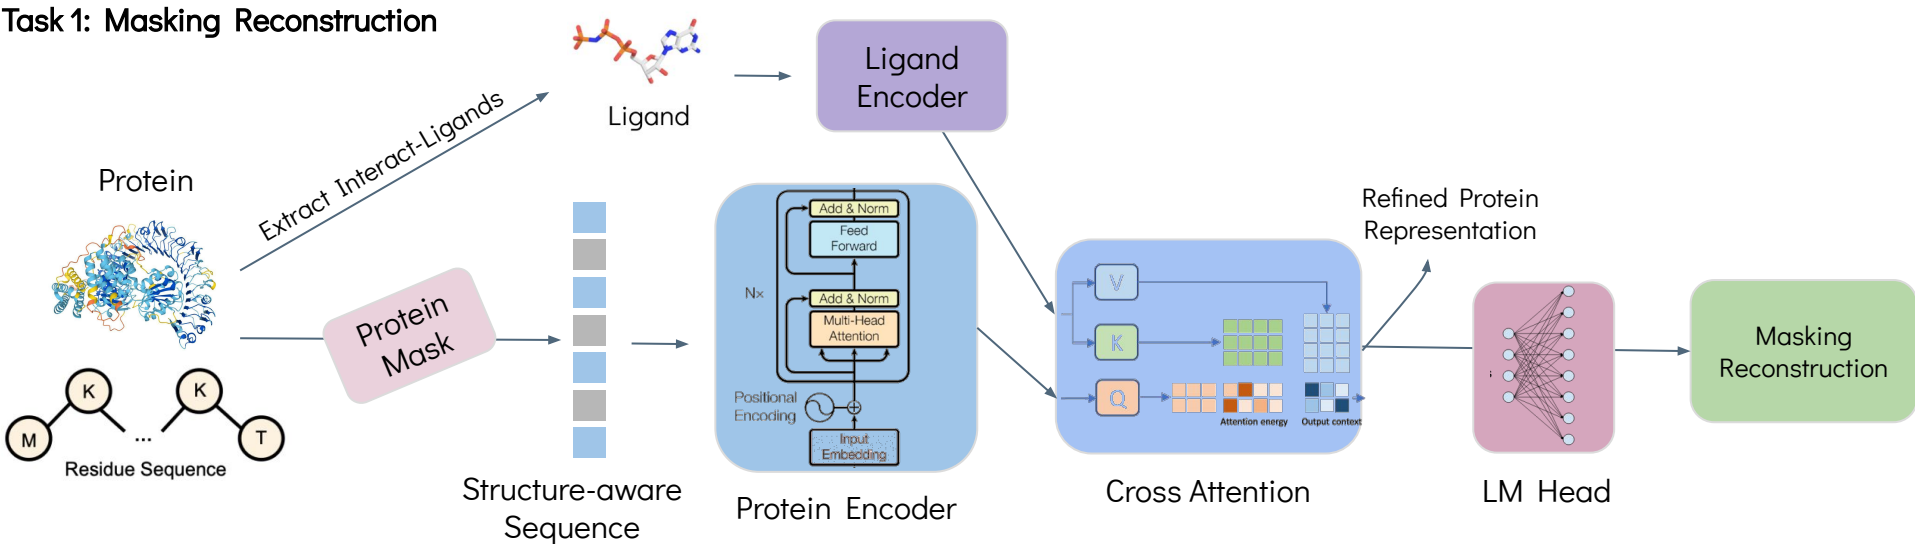 Task 1: Masking Reconstruction
Ligand
Ligand
Encoder
Extract Interact-Ligands
Protein
Protein
Mask
M
K
...
K
T
Residue Sequence
Structure-aware
Sequence
Add & Norm
Feed
Forward
N×
Add & Norm
Multi-Head
Attention
Positional
Encoding
Input
Embedding
Protein Encoder
V
K
Q
Attention energy
Output context
Cross Attention
Refined Protein
Representation
LM Head
Masking
Reconstruction